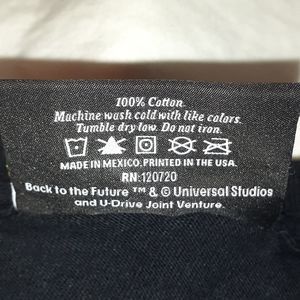 100% Cotton.
Machine wash cold with like colors.
Tumble dry low. Do not iron.
MADE IN MEXICO. PRINTED IN THE USA.
RN:120720
Back to the Future ™ & © Universal Studios
and U-Drive Joint Venture.